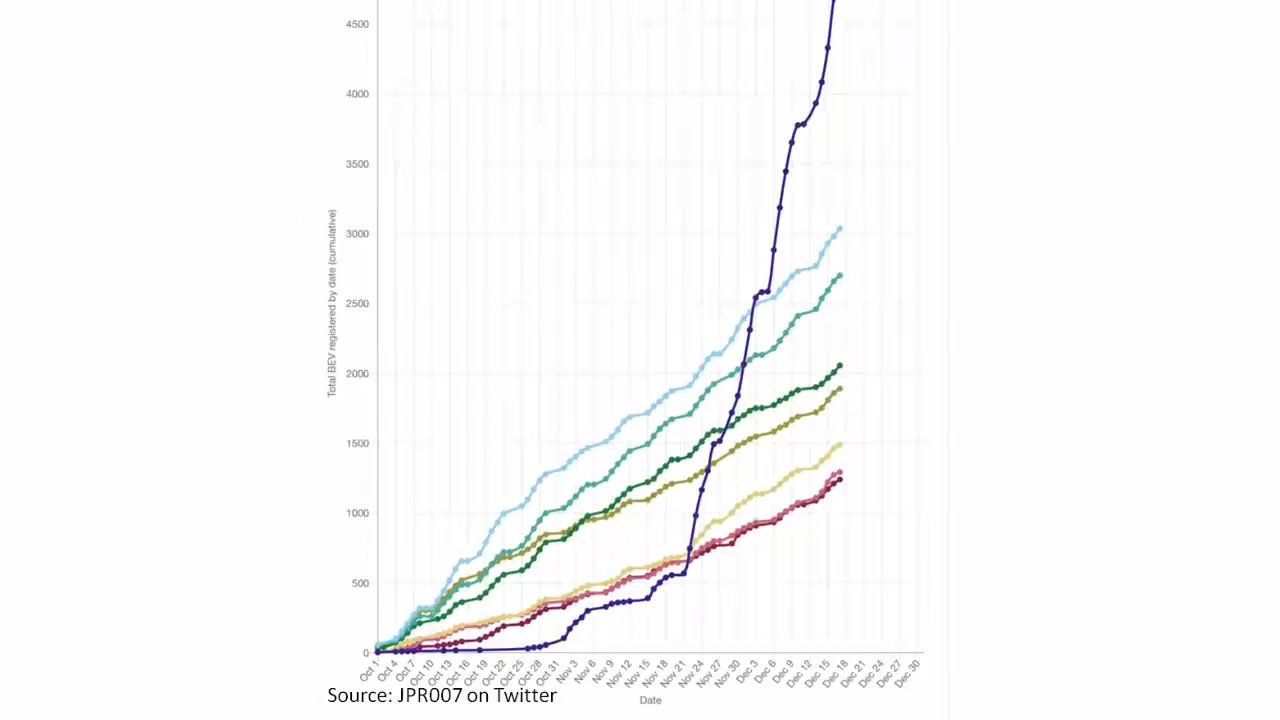 4500
4000
3500
3000
2500
2000
1500
1000
500
0
Total BEV registered by date (cumulative)
Oct 1
Oct 4
Oct 7
Oct 10
Oct 13
Oct 16
Oct 19
Oct 22
Oct 25
Oct 28
Oct 31
Nov 3
Nov 6
Nov 9
Nov 12
Nov 15
Nov 18
Nov 21
Nov 24
Nov 27
Nov 30
Dec 3
Dec 6
Dec 9
Dec 12
Dec 15
Dec 18
Dec 21
Dec 24
Dec 27
Dec 30
Date
Source: JPR007 on Twitter